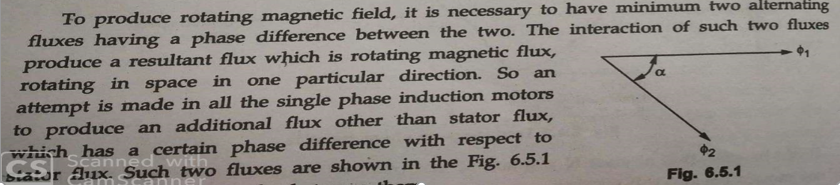 To produce rotating magnetic field, it is necessary to have minimum two alternating
fluxes having a phase difference between the two. The interaction of such two fluxes
produce a resultant flux which is rotating magnetic flux,
rotating in space in one particular direction. So an
attempt is made in all the single phase induction motors
to produce an additional flux other than stator flux,
which has a certain phase difference with respect to
stator flux. Such two fluxes are shown in the Fig. 6.5.1
ϕ1
α
ϕ2
Fig. 6.5.1
CS Scanned with
CamScanner